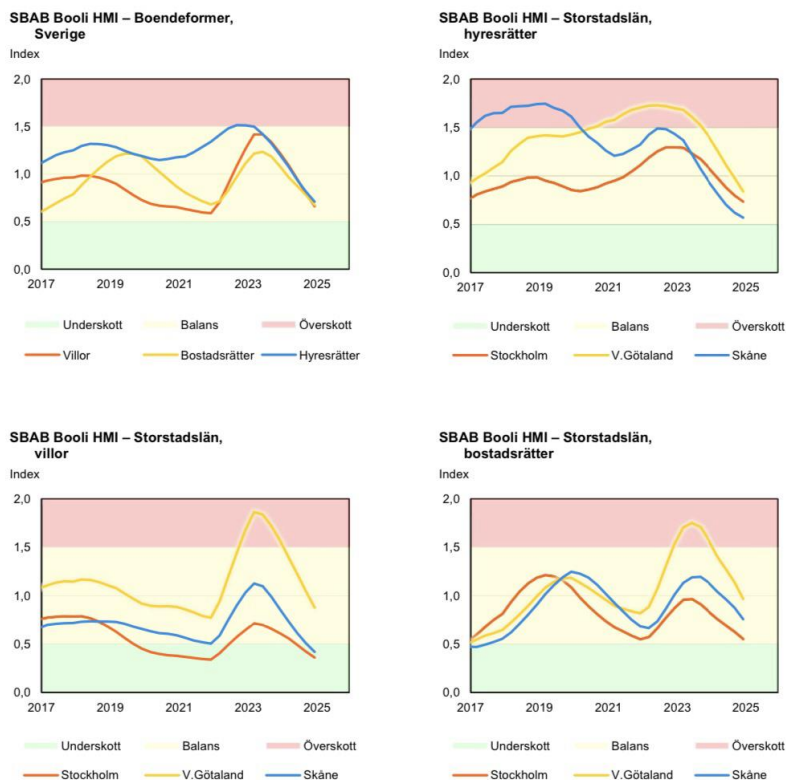 SBAB Booli HMI – Boendeformer,
Sverige
Index
2,0
1,5
1,0
0,5
0,0
2017 2019 2021 2023 2025
Underskott Balans Överskott
Villor Bostadsrätter Hyresrätter
SBAB Booli HMI – Storstadslän,
hyresrätter
Index
2,0
1,5
1,0
0,5
0,0
2017 2019 2021 2023 2025
Underskott Balans Överskott
Stockholm V.Götaland Skåne
SBAB Booli HMI – Storstadslän,
villor
Index
2,0
1,5
1,0
0,5
0,0
2017 2019 2021 2023 2025
Underskott Balans Överskott
Stockholm V.Götaland Skåne
SBAB Booli HMI – Storstadslän,
bostadsrätter
Index
2,0
1,5
1,0
0,5
0,0
2017 2019 2021 2023 2025
Underskott Balans Överskott
Stockholm V.Götaland Skåne